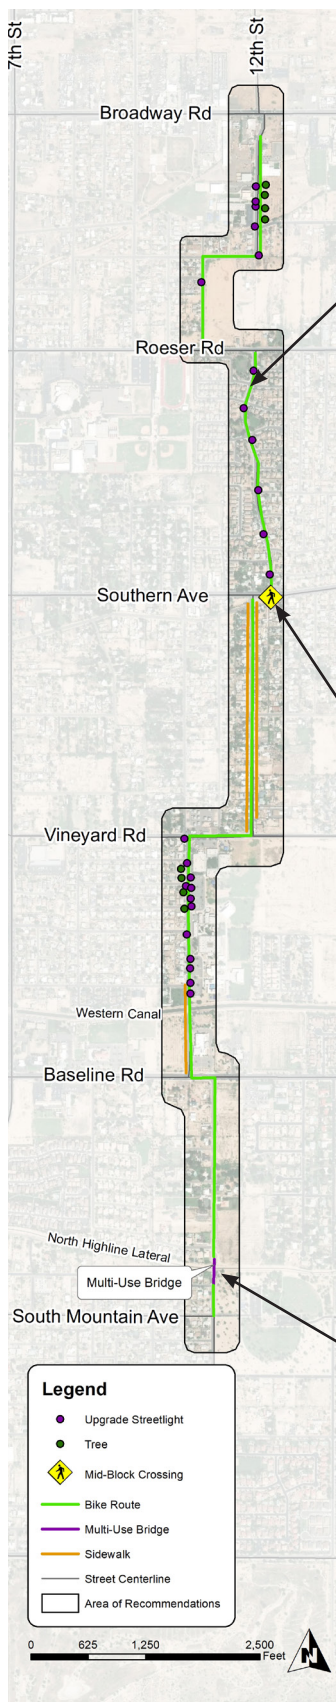 7th St
12th St
Broadway Rd
Roeser Rd
Southern Ave
Vineyard Rd
Western Canal
Baseline Rd
North Highline Lateral
Multi-Use Bridge
South Mountain Ave
Legend
Upgrade Streetlight
Tree
Mid-Block Crossing
Bike Route
Multi-Use Bridge
Sidewalk
Street Centerline
Area of Recommendations
0 625 1,250 2,500
Feet
N